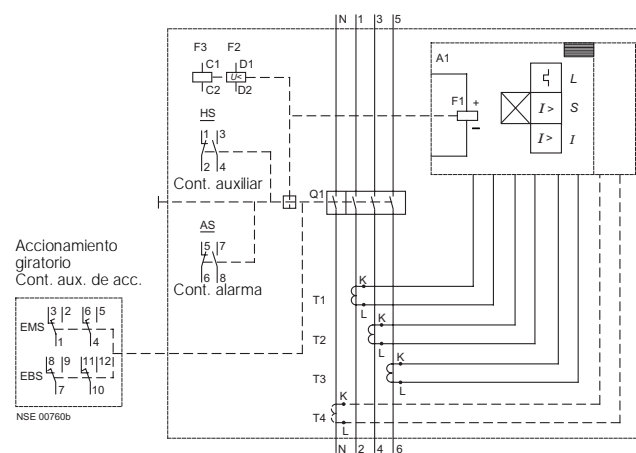 N 1 3 5
F3 F2
C1 D1
U<
C2 D2
HS
1 3
2 4
Cont. auxiliar
A1
F1 +
−
L
I > S
I > I
Q1
AS
5 7
6 8
Cont. alarma
Accionamiento
giratorio
Cont. aux. de acc.
3 2 6 5
EMS
1 4
8 9 11 12
EBS
7 10
NSE 00760b
K
T1
L
K
T2
L
K
T3
L
K
T4
L
N 2 4 6